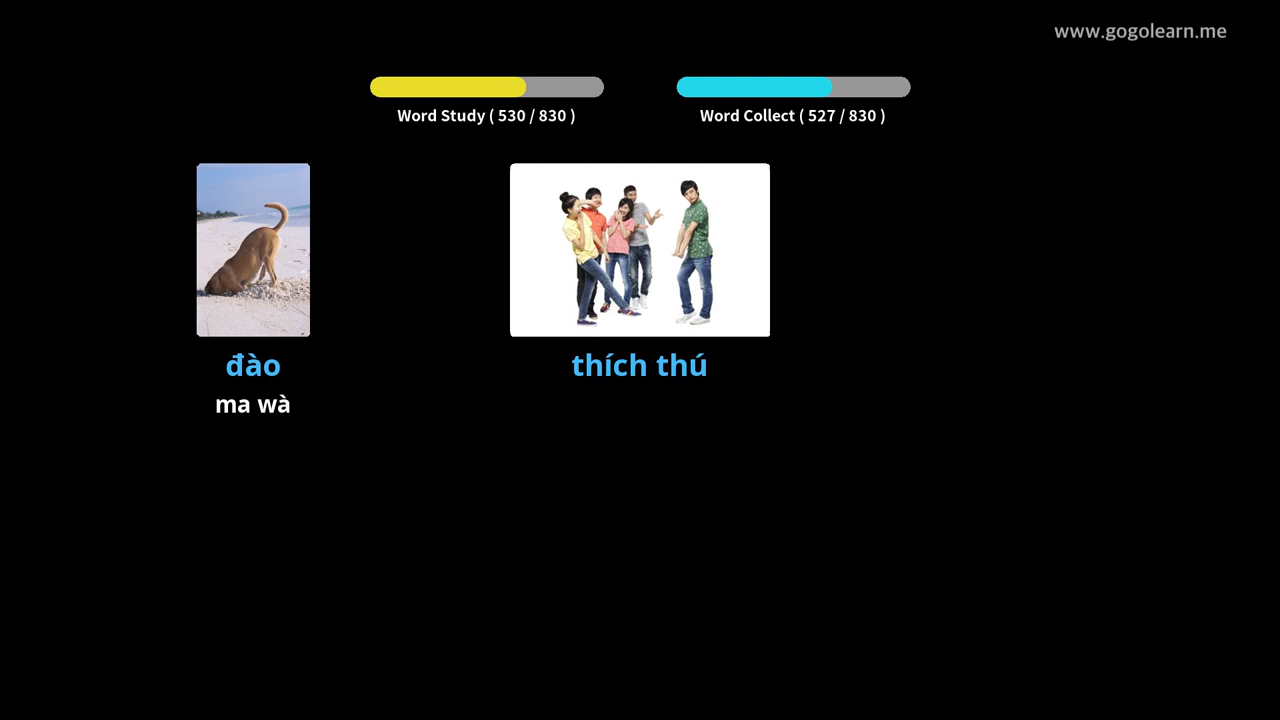 www.gogolearn.me
Word Study ( 530 / 830 )
Word Collect ( 527 / 830 )
đào
thích thú
ma wà